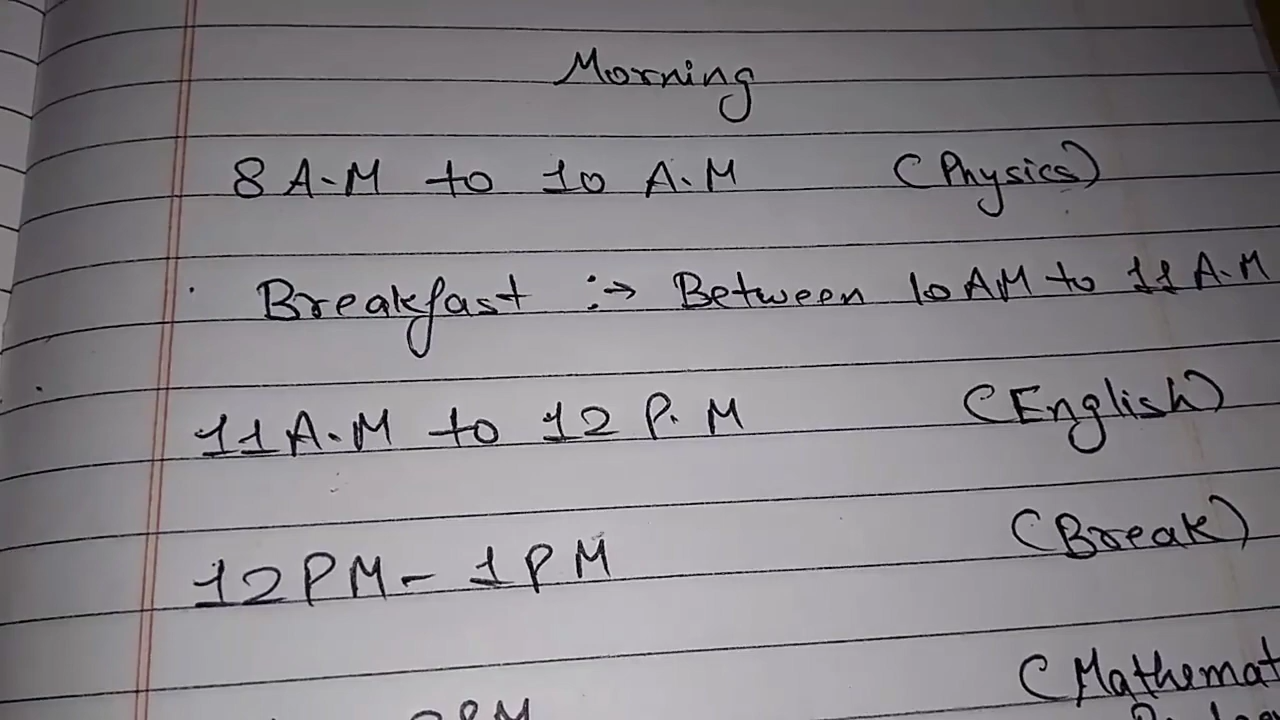 Morning
8 A-M to 10 A.M (Physics)
Breakfast :→ Between 10 AM to 11 A-M
11 A.M to 12 P.M (English)
12 PM - 1 PM (Break)
(Mathemat
PM